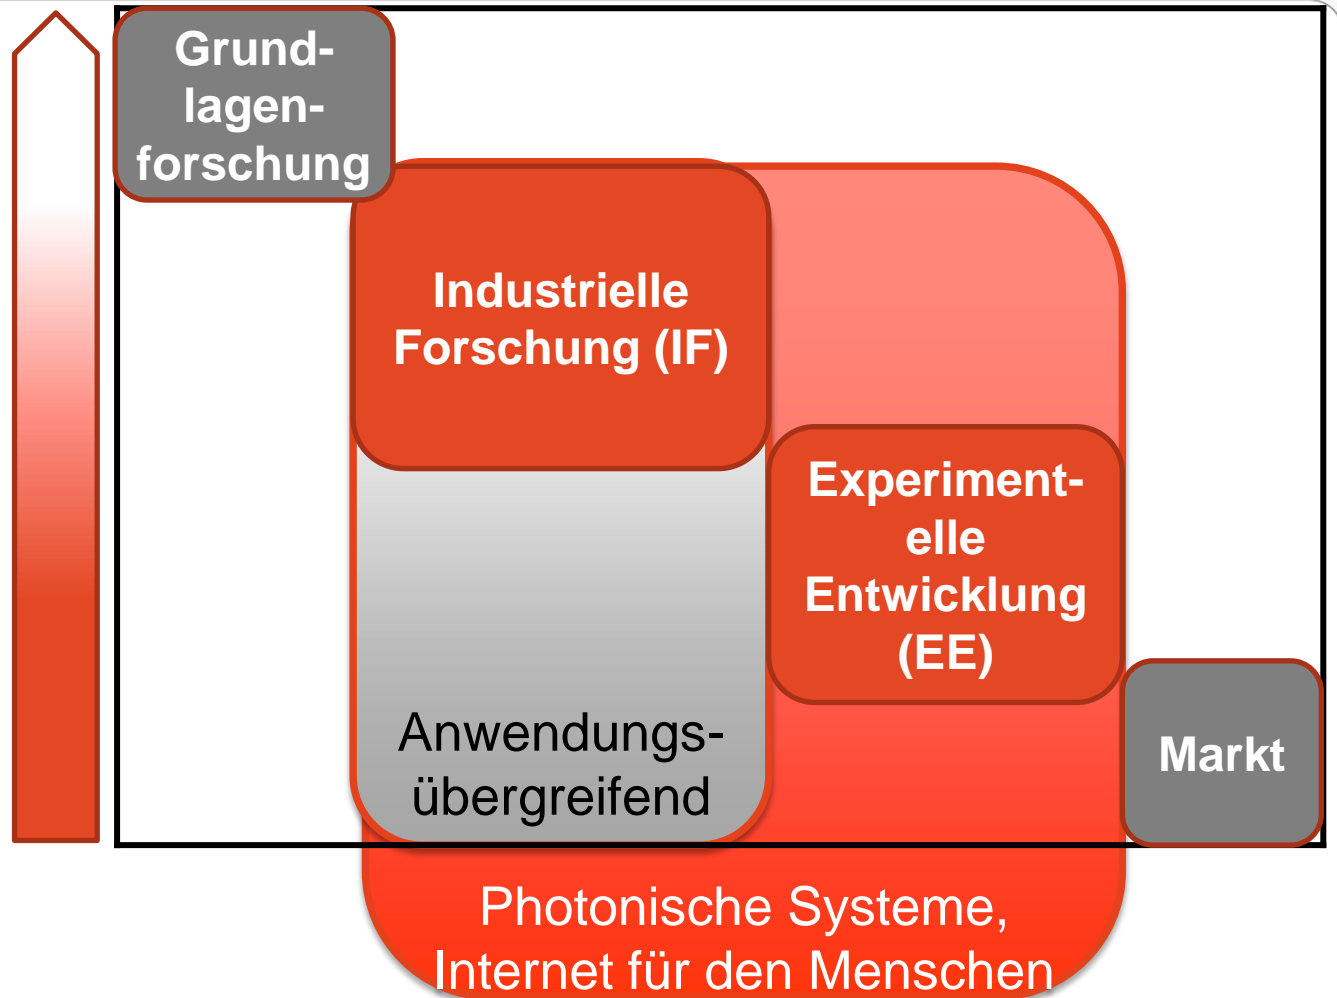 Grund-
lagen-
forschung
Industrielle
Forschung (IF)
Experiment-
elle
Entwicklung
(EE)
Anwendungs-
übergreifend
Markt
Photonische Systeme,
Internet für den Menschen